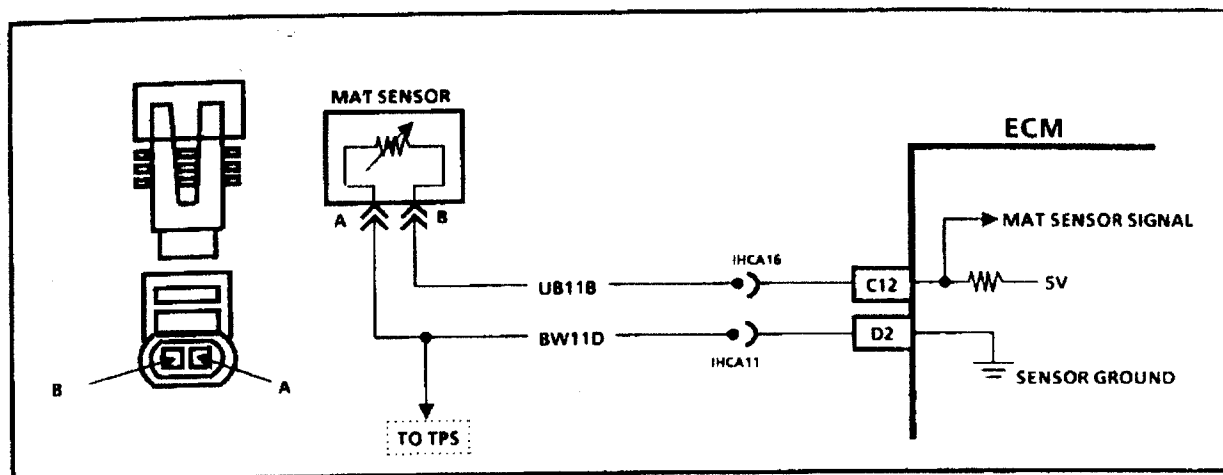 MAT SENSOR
A
B
ECM
MAT SENSOR SIGNAL
IHCA16
UB11B
C12
5V
BW11D
D2
IHCA11
SENSOR GROUND
B
A
TO TPS